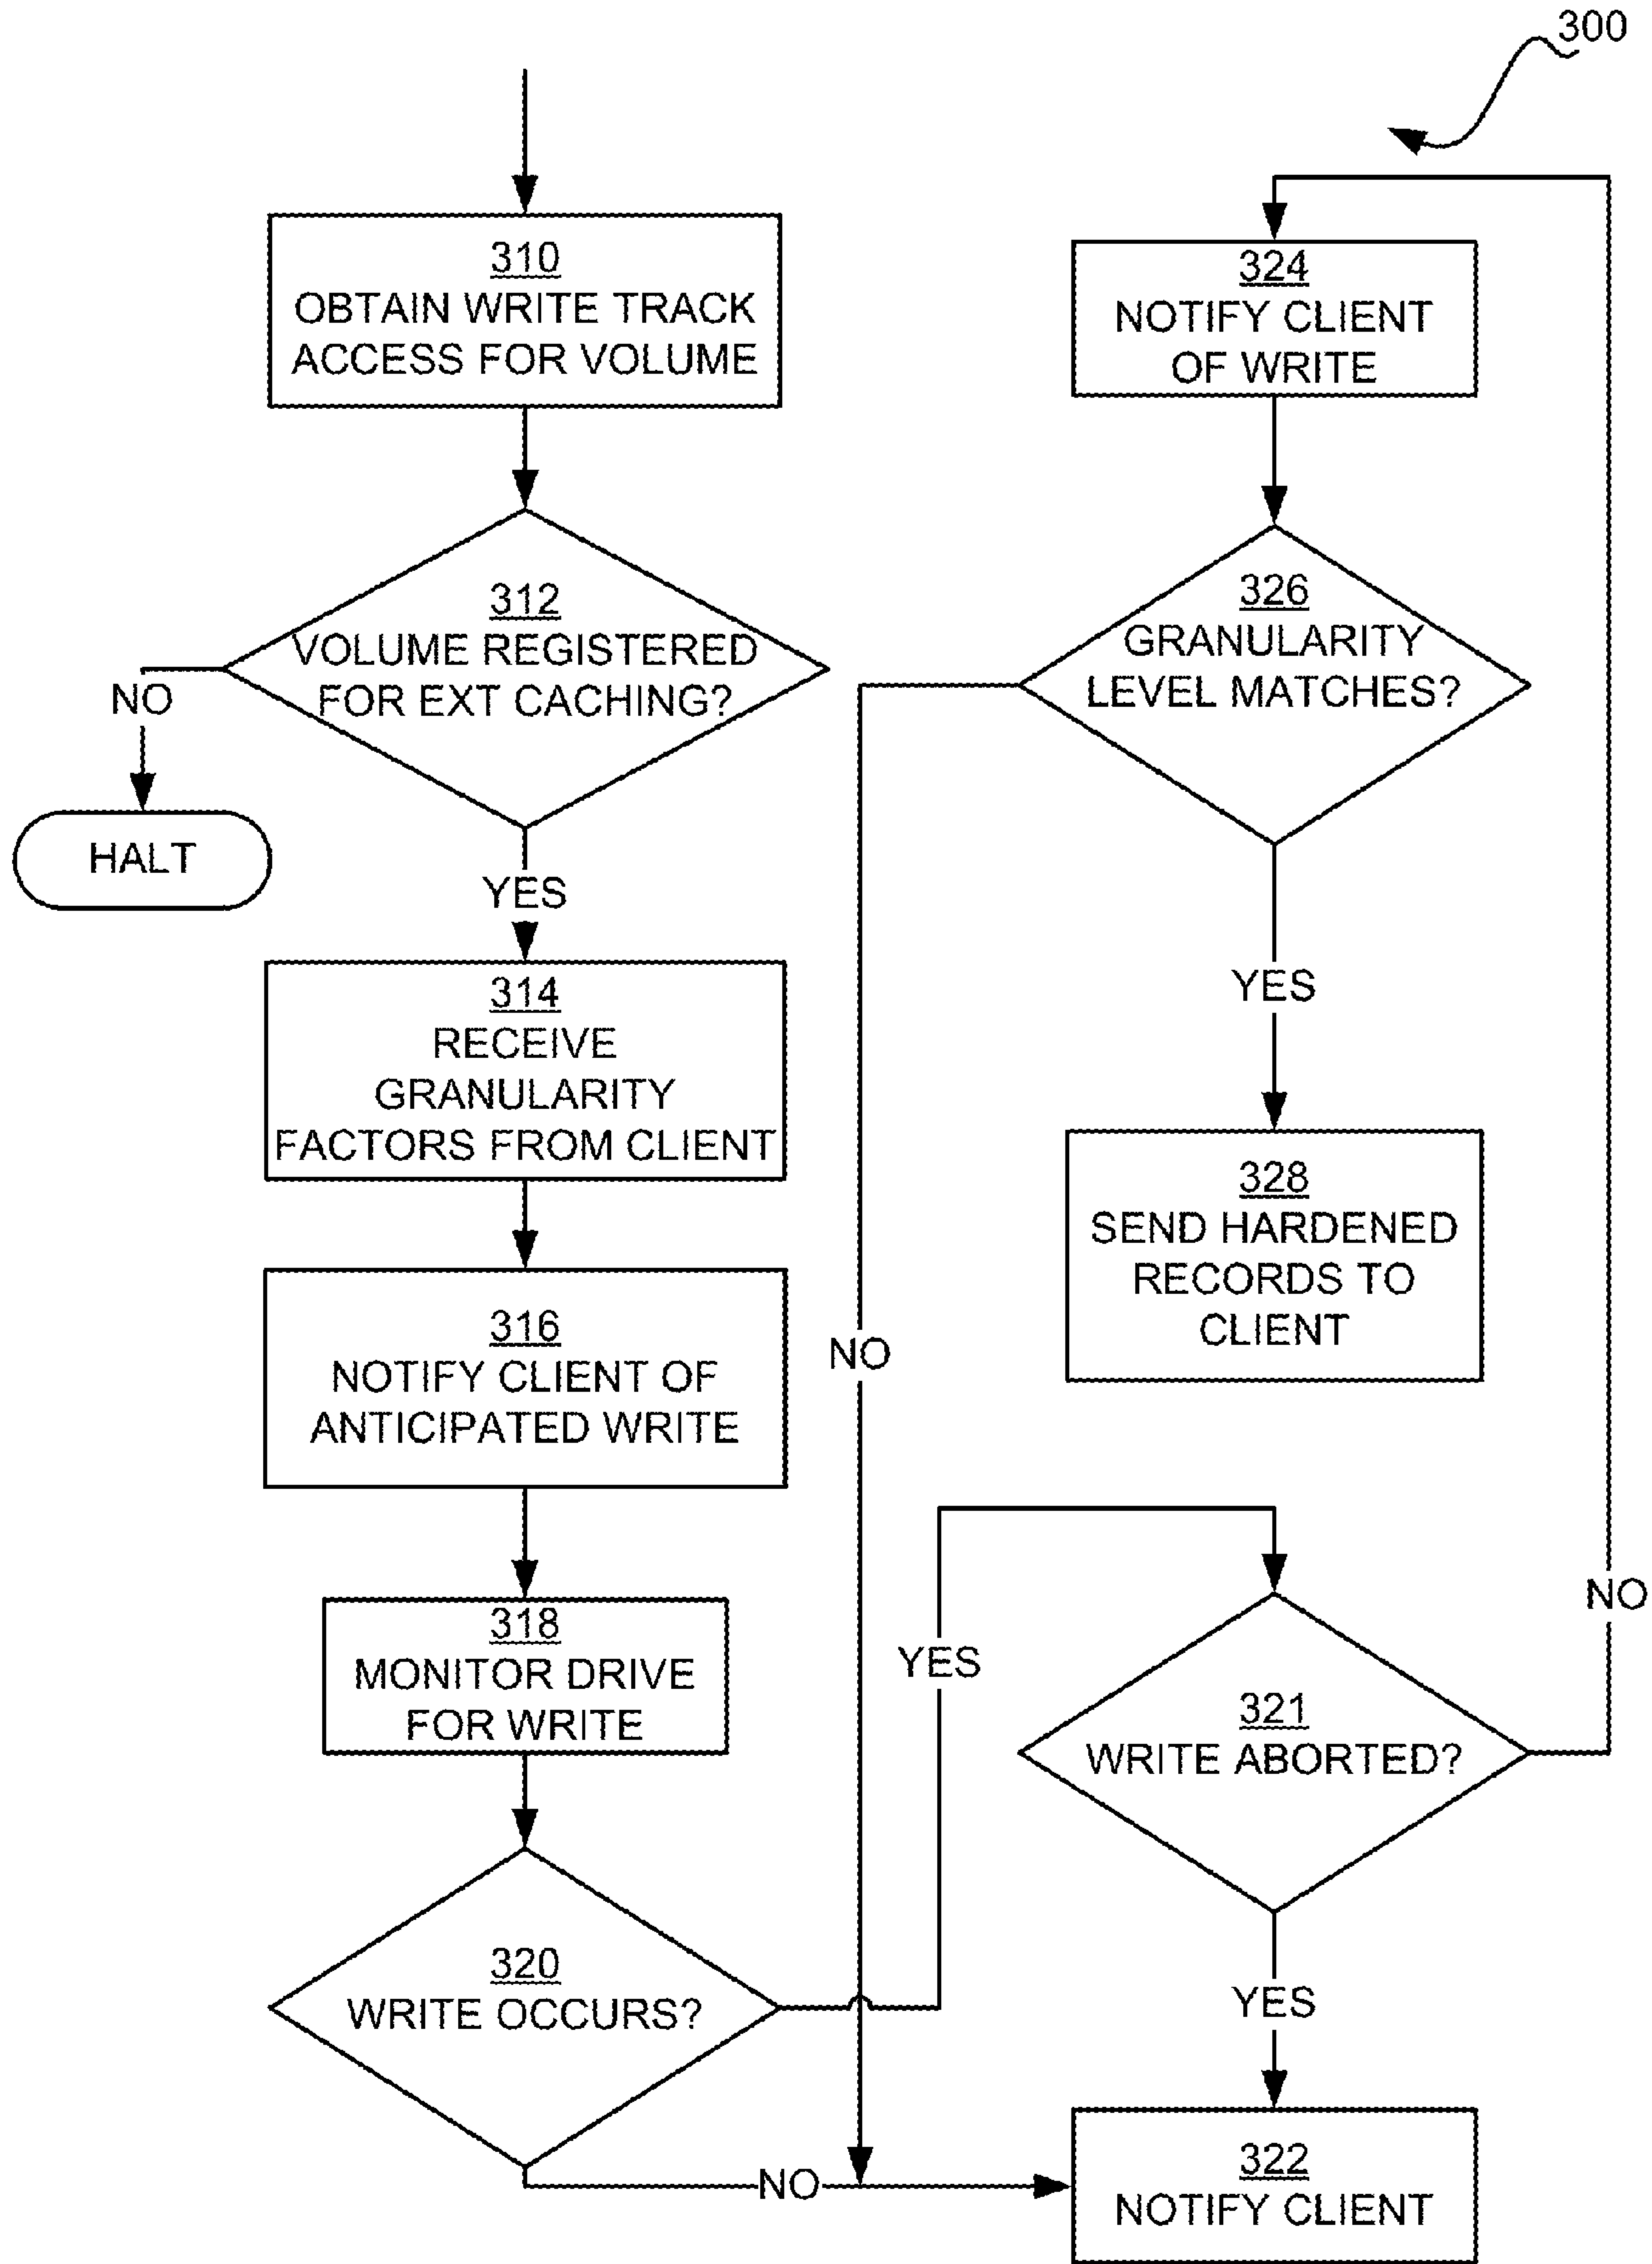 300
310
OBTAIN WRITE TRACK
ACCESS FOR VOLUME
312
VOLUME REGISTERED
FOR EXT CACHING?
NO
HALT
YES
314
RECEIVE
GRANULARITY
FACTORS FROM CLIENT
316
NOTIFY CLIENT OF
ANTICIPATED WRITE
318
MONITOR DRIVE
FOR WRITE
320
WRITE OCCURS?
YES
NO
324
NOTIFY CLIENT
OF WRITE
326
GRANULARITY
LEVEL MATCHES?
NO
YES
328
SEND HARDENED
RECORDS TO
CLIENT
321
WRITE ABORTED?
NO
YES
322
NOTIFY CLIENT